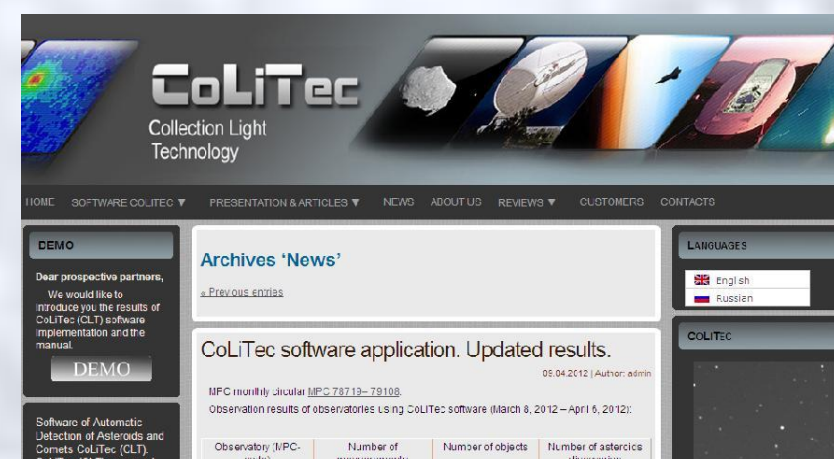 CoLiTec
Collection Light
Technology
HOME SOFTWARE COLITEC ▼ PRESENTATION & ARTICLES ▼ NEWS ABOUT US REVIEWS ▼ CUSTOMERS CONTACTS
DEMO
Dear prospective partners,
We would like to
introduce you the results of
CoLiTec (CLT) software
implementation and the
manual.
DEMO
Software of Automatic
Detection of Asteroids and
Comets CoLiTec (CLT).
Archives ‘News’
« Previous entries
CoLiTec software application. Updated results.
09.04.2012 | Author: admin
MPC monthly circular MPC 78719– 79108.
Observation results of observatories using CoLiTec software (March 8, 2012 – April 6, 2012):
Observatory (MPC-
Number of
Number of objects
Number of asteroids
LANGUAGES
English
Russian
COLITEC